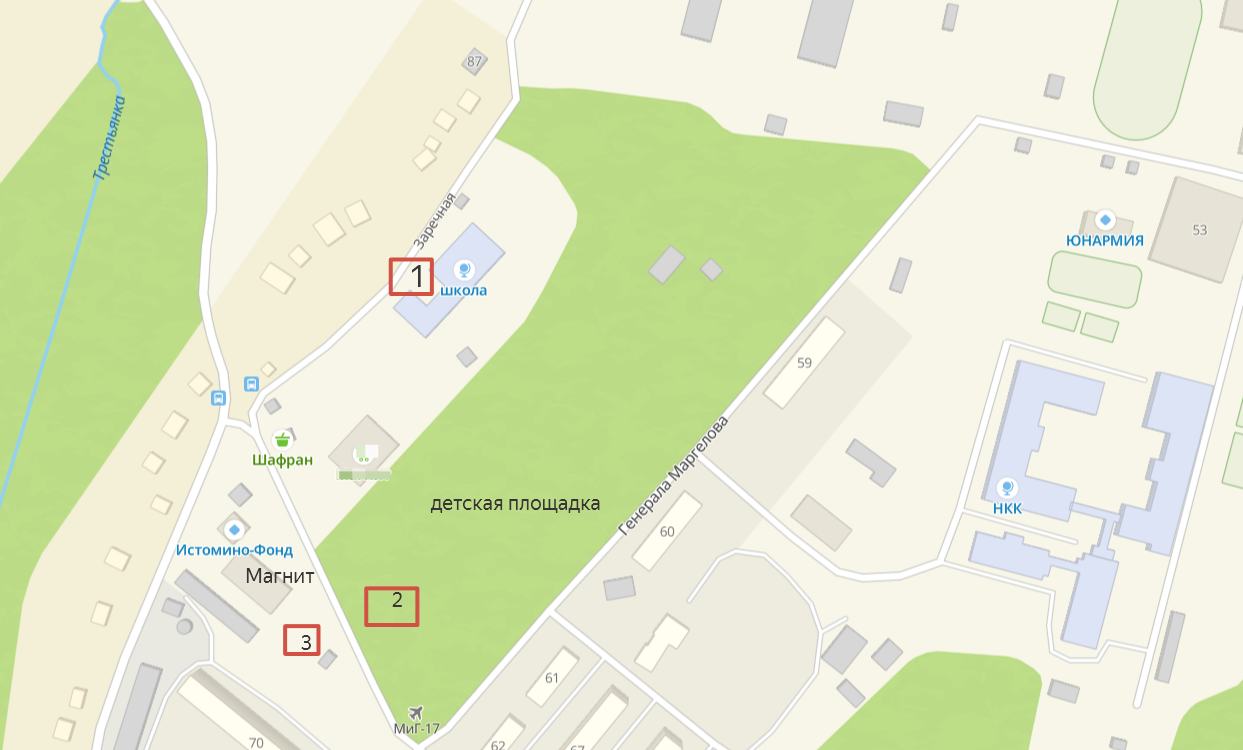 87
Трестьянка
Заречная
53
ЮНАРМИЯ
1
школа
59
Шафран
Генерала Маргелова
детская площадка
НКК
60
Истомино-Фонд
Магнит
2
3
61
МиГ-17
62
67
70